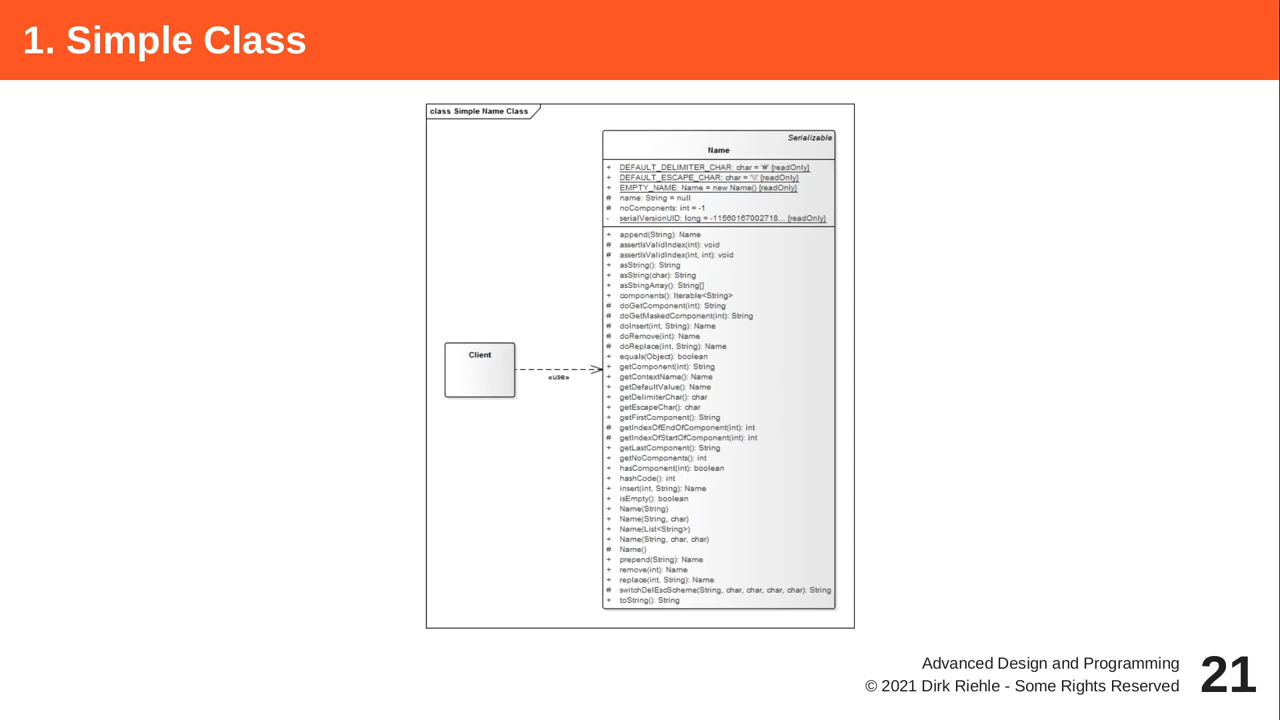 1. Simple Class
class Simple Name Class
Serializable
Name
+ DEFAULT_DELIMITER_CHAR: char = '#' {readOnly}
+ DEFAULT_ESCAPE_CHAR: char = '\\' {readOnly}
+ EMPTY_NAME: Name = new Name() {readOnly}
# name: String = null
# noComponents: int = -1
- serialVersionUID: long = -11560167002718... {readOnly}
+ append(String): Name
# assertIsValidIndex(int): void
# assertIsValidIndex(int, int): void
+ asString(): String
+ asString(char): String
+ asStringArray(): String[]
+ components(): Iterable<String>
# doGetComponent(int): String
# doGetMaskedComponent(int): String
# doInsert(int, String): Name
# doRemove(int): Name
# doReplace(int, String): Name
+ equals(Object): boolean
+ getComponent(int): String
+ getContextName(): Name
+ getDefaultValue(): Name
+ getDelimiterChar(): char
+ getEscapeChar(): char
+ getFirstComponent(): String
# getIndexOfEndOfComponent(int): int
# getIndexOfStartOfComponent(int): int
+ getLastComponent(): String
+ getNoComponents(): int
+ hasComponent(int): boolean
+ hashCode(): int
+ insert(int, String): Name
+ isEmpty(): boolean
+ Name(String)
+ Name(String, char)
+ Name(List<String>)
+ Name(String, char, char)
# Name()
+ prepend(String): Name
+ remove(int): Name
+ replace(int, String): Name
# switchDelEscScheme(String, char, char, char, char): String
+ toString(): String
Client
«use»
Advanced Design and Programming
© 2021 Dirk Riehle - Some Rights Reserved
21